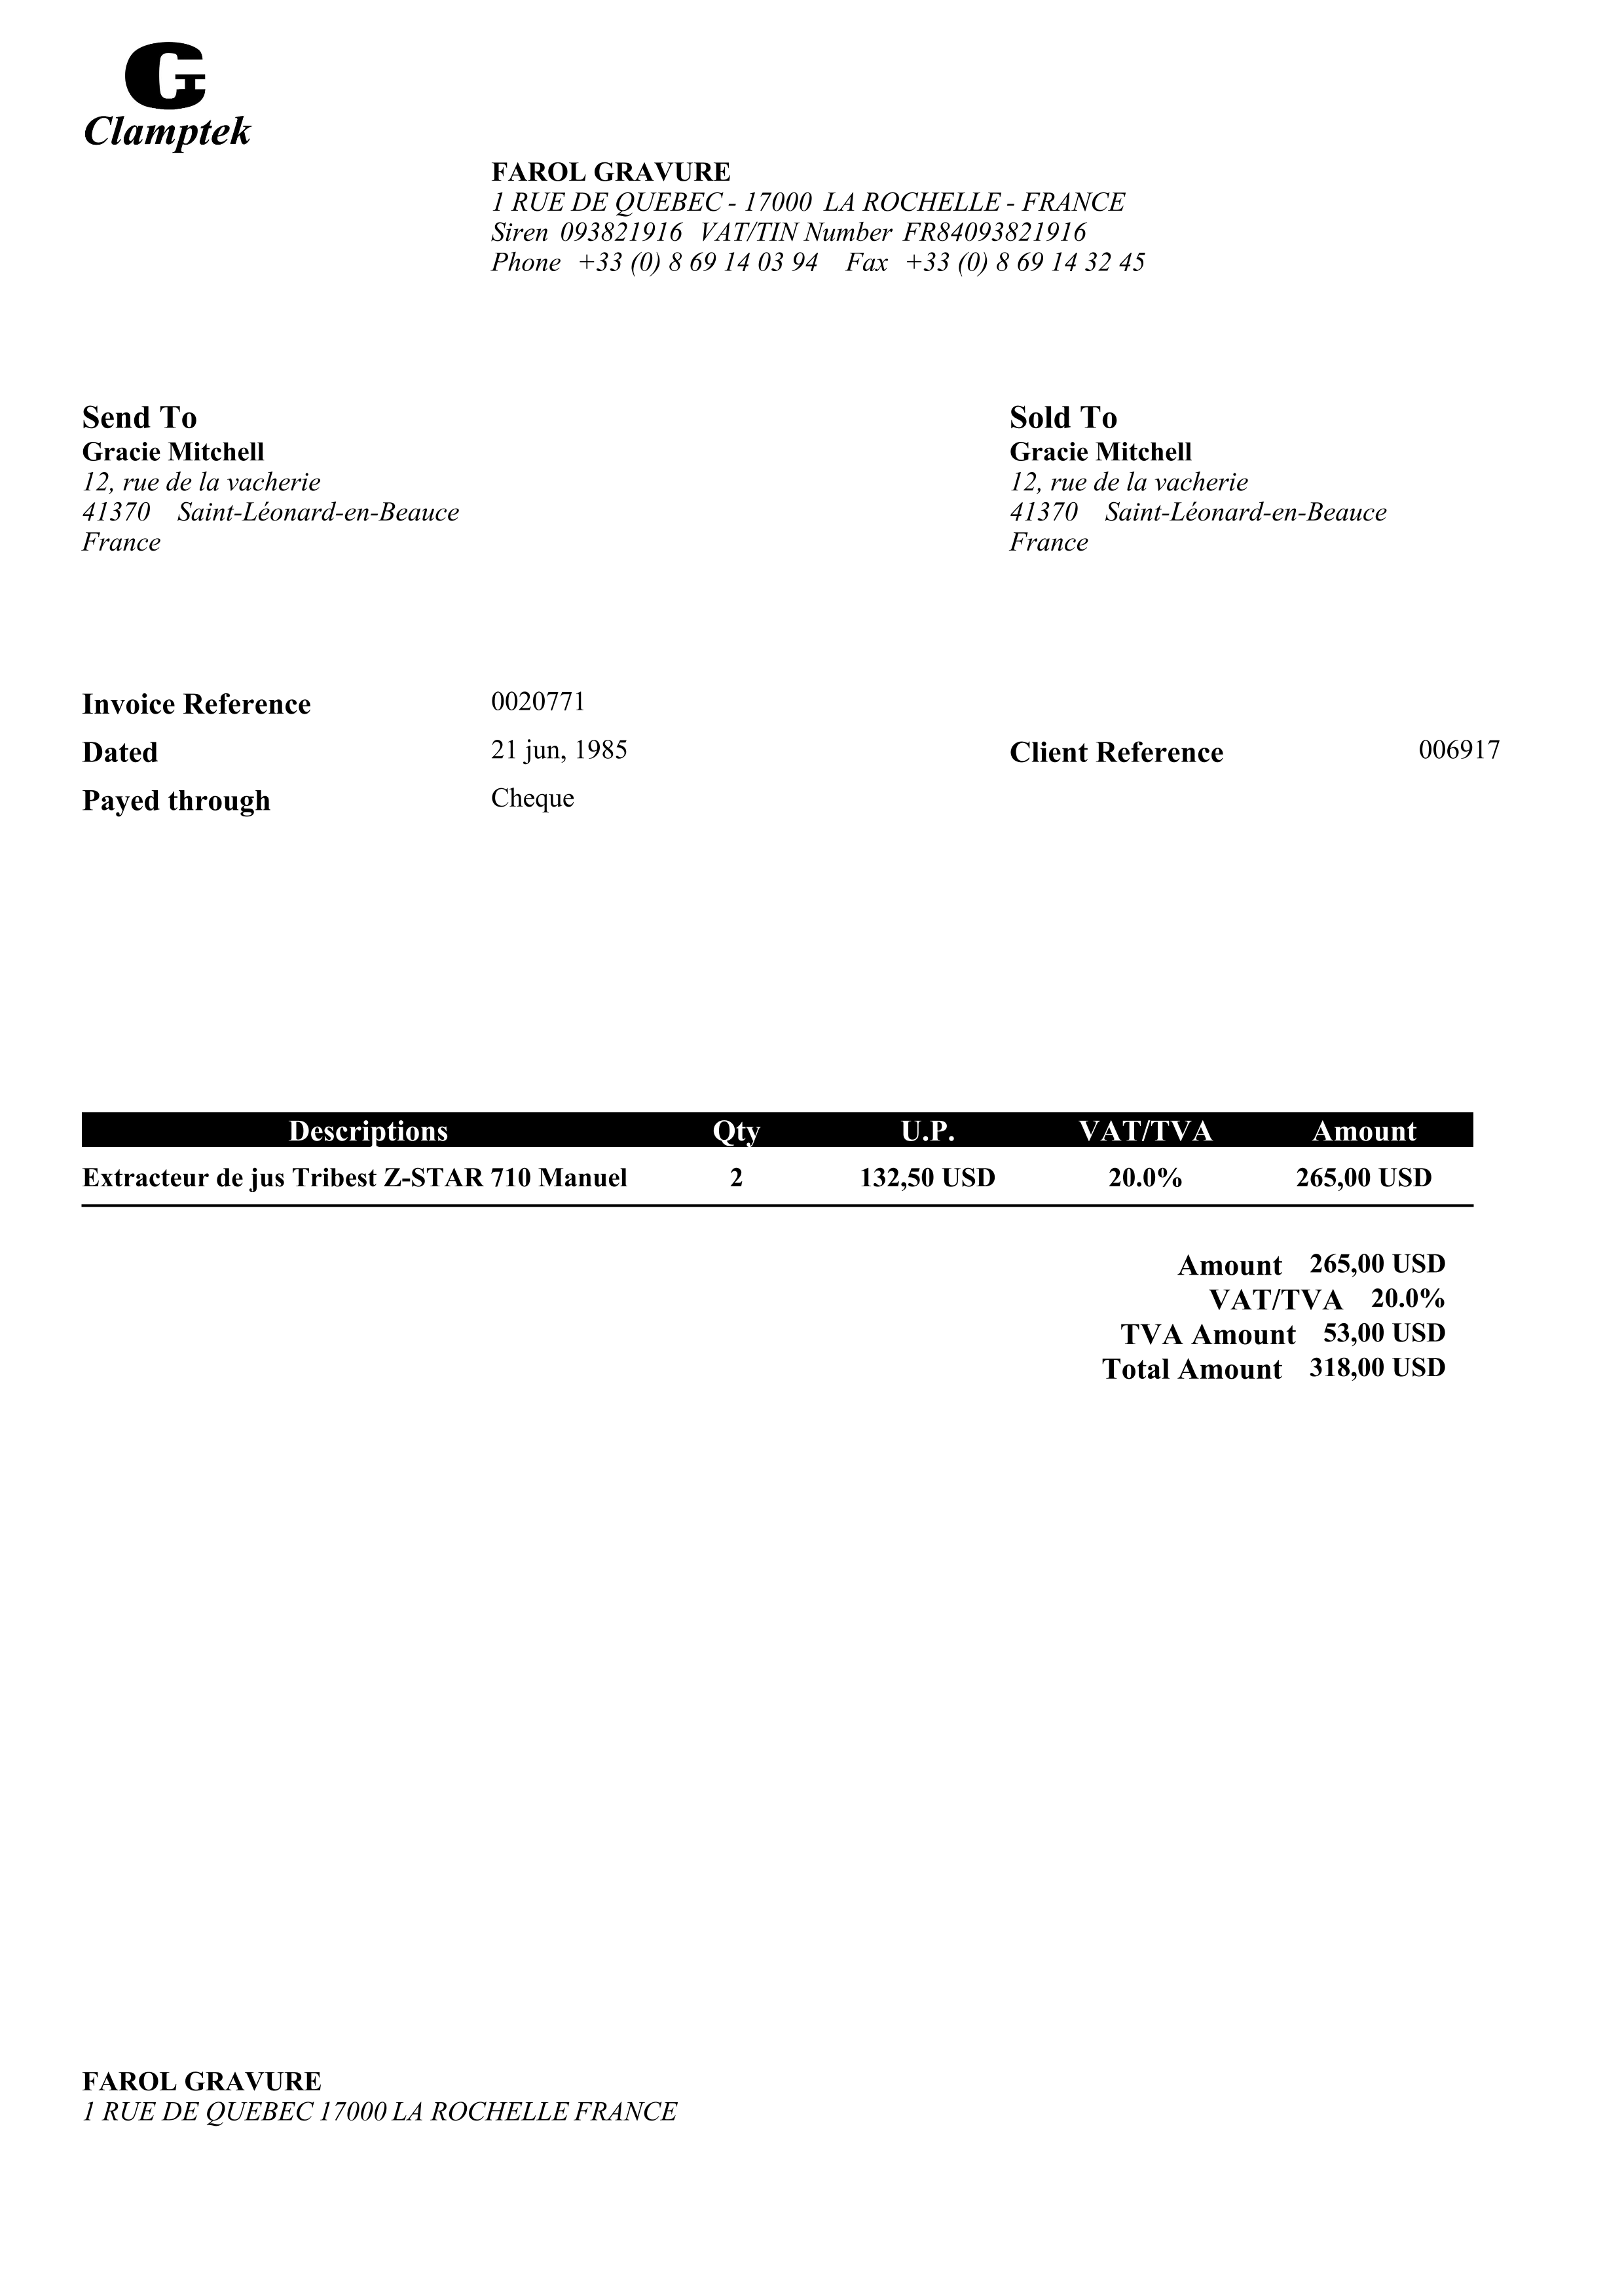 Clamptek
FAROL GRAVURE
1 RUE DE QUEBEC - 17000 LA ROCHELLE - FRANCE
Siren 093821916 VAT/TIN Number FR84093821916
Phone +33 (0) 8 69 14 03 94 Fax +33 (0) 8 69 14 32 45
Send To
Gracie Mitchell
12, rue de la vacherie
41370 Saint-Léonard-en-Beauce
France
Sold To
Gracie Mitchell
12, rue de la vacherie
41370 Saint-Léonard-en-Beauce
France
Invoice Reference 0020771
Dated 21 jun, 1985 Client Reference 006917
Payed through Cheque
Descriptions Qty U.P. VAT/TVA Amount
Extracteur de jus Tribest Z-STAR 710 Manuel 2 132,50 USD 20.0% 265,00 USD
Amount 265,00 USD
VAT/TVA 20.0%
TVA Amount 53,00 USD
Total Amount 318,00 USD
FAROL GRAVURE
1 RUE DE QUEBEC 17000 LA ROCHELLE FRANCE